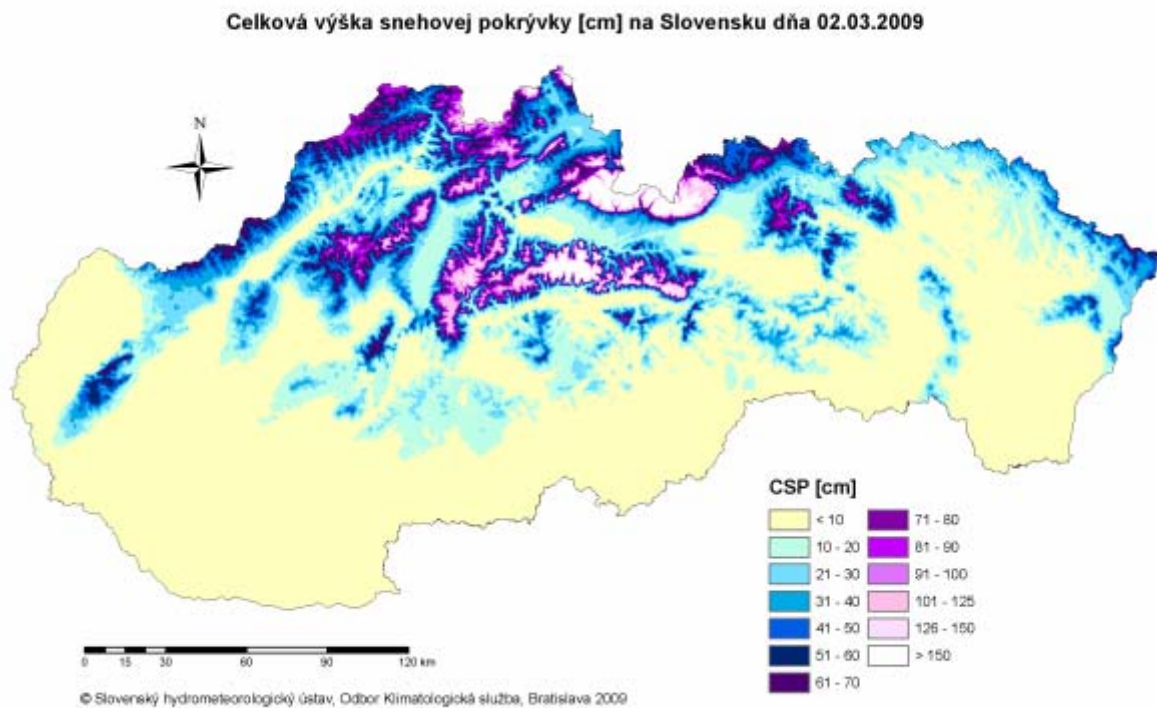 Celková výška snehovej pokrývky [cm] na Slovensku dňa 02.03.2009
N
CSP [cm]
< 10
10 - 20
21 - 30
31 - 40
41 - 50
51 - 60
61 - 70
71 - 80
81 - 90
91 - 100
101 - 125
126 - 150
> 150
0 15 30 60 90 120 km
© Slovenský hydrometeorologický ústav, Odbor Klimatologická služba, Bratislava 2009